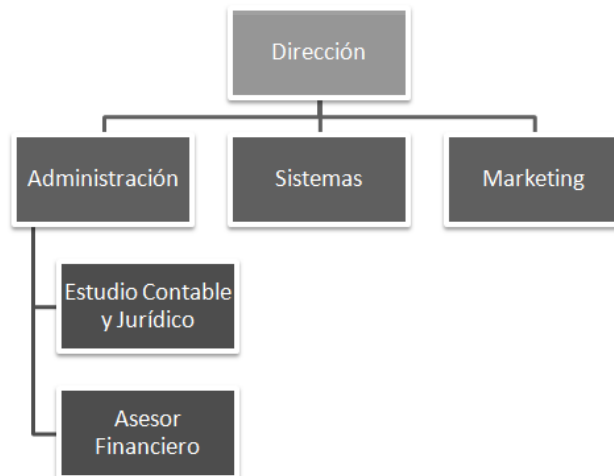 Dirección
Administración
Sistemas
Marketing
Estudio Contable
y Jurídico
Asesor
Financiero